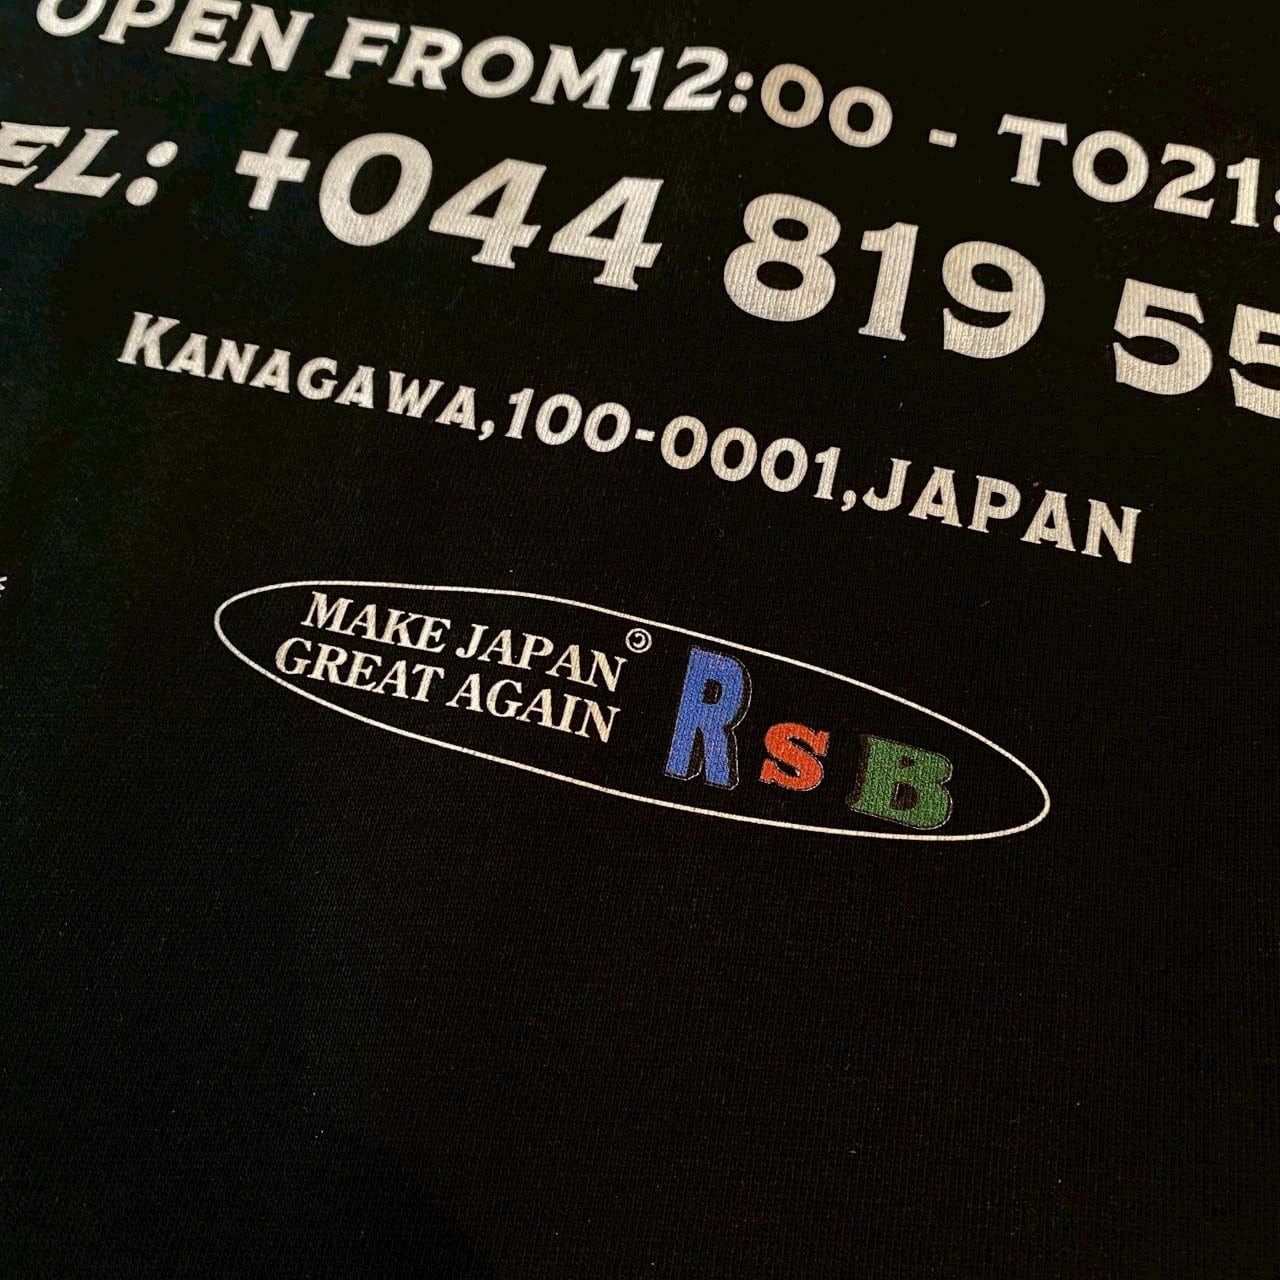 OPEN FROM12:00 - TO21:
EL: +044 819 55
KANAGAWA,100-0001,JAPAN
MAKE JAPAN ©
GREAT AGAIN
RSB